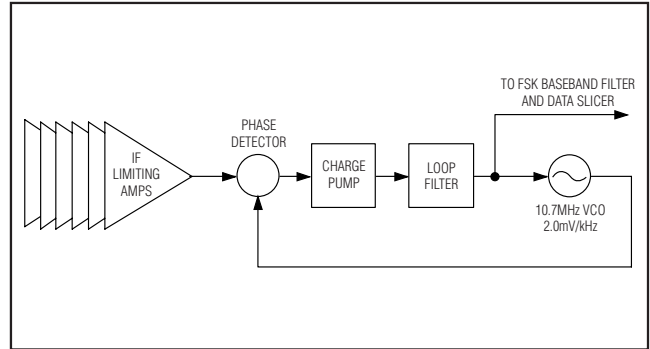 TO FSK BASEBAND FILTER
AND DATA SLICER
PHASE
DETECTOR
IF
LIMITING
AMPS
CHARGE
PUMP
LOOP
FILTER
10.7MHz VCO
2.0mV/kHz